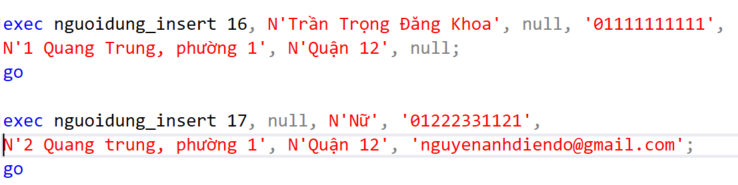 exec nguoidung_insert 16, N'Trần Trọng Đăng Khoa', null, '01111111111',
N'1 Quang Trung, phường 1', N'Quận 12', null;
go
exec nguoidung_insert 17, null, N'Nữ', '01222331121',
N'2 Quang trung, phường 1', N'Quận 12', 'nguyenanhdiendo@gmail.com';
go